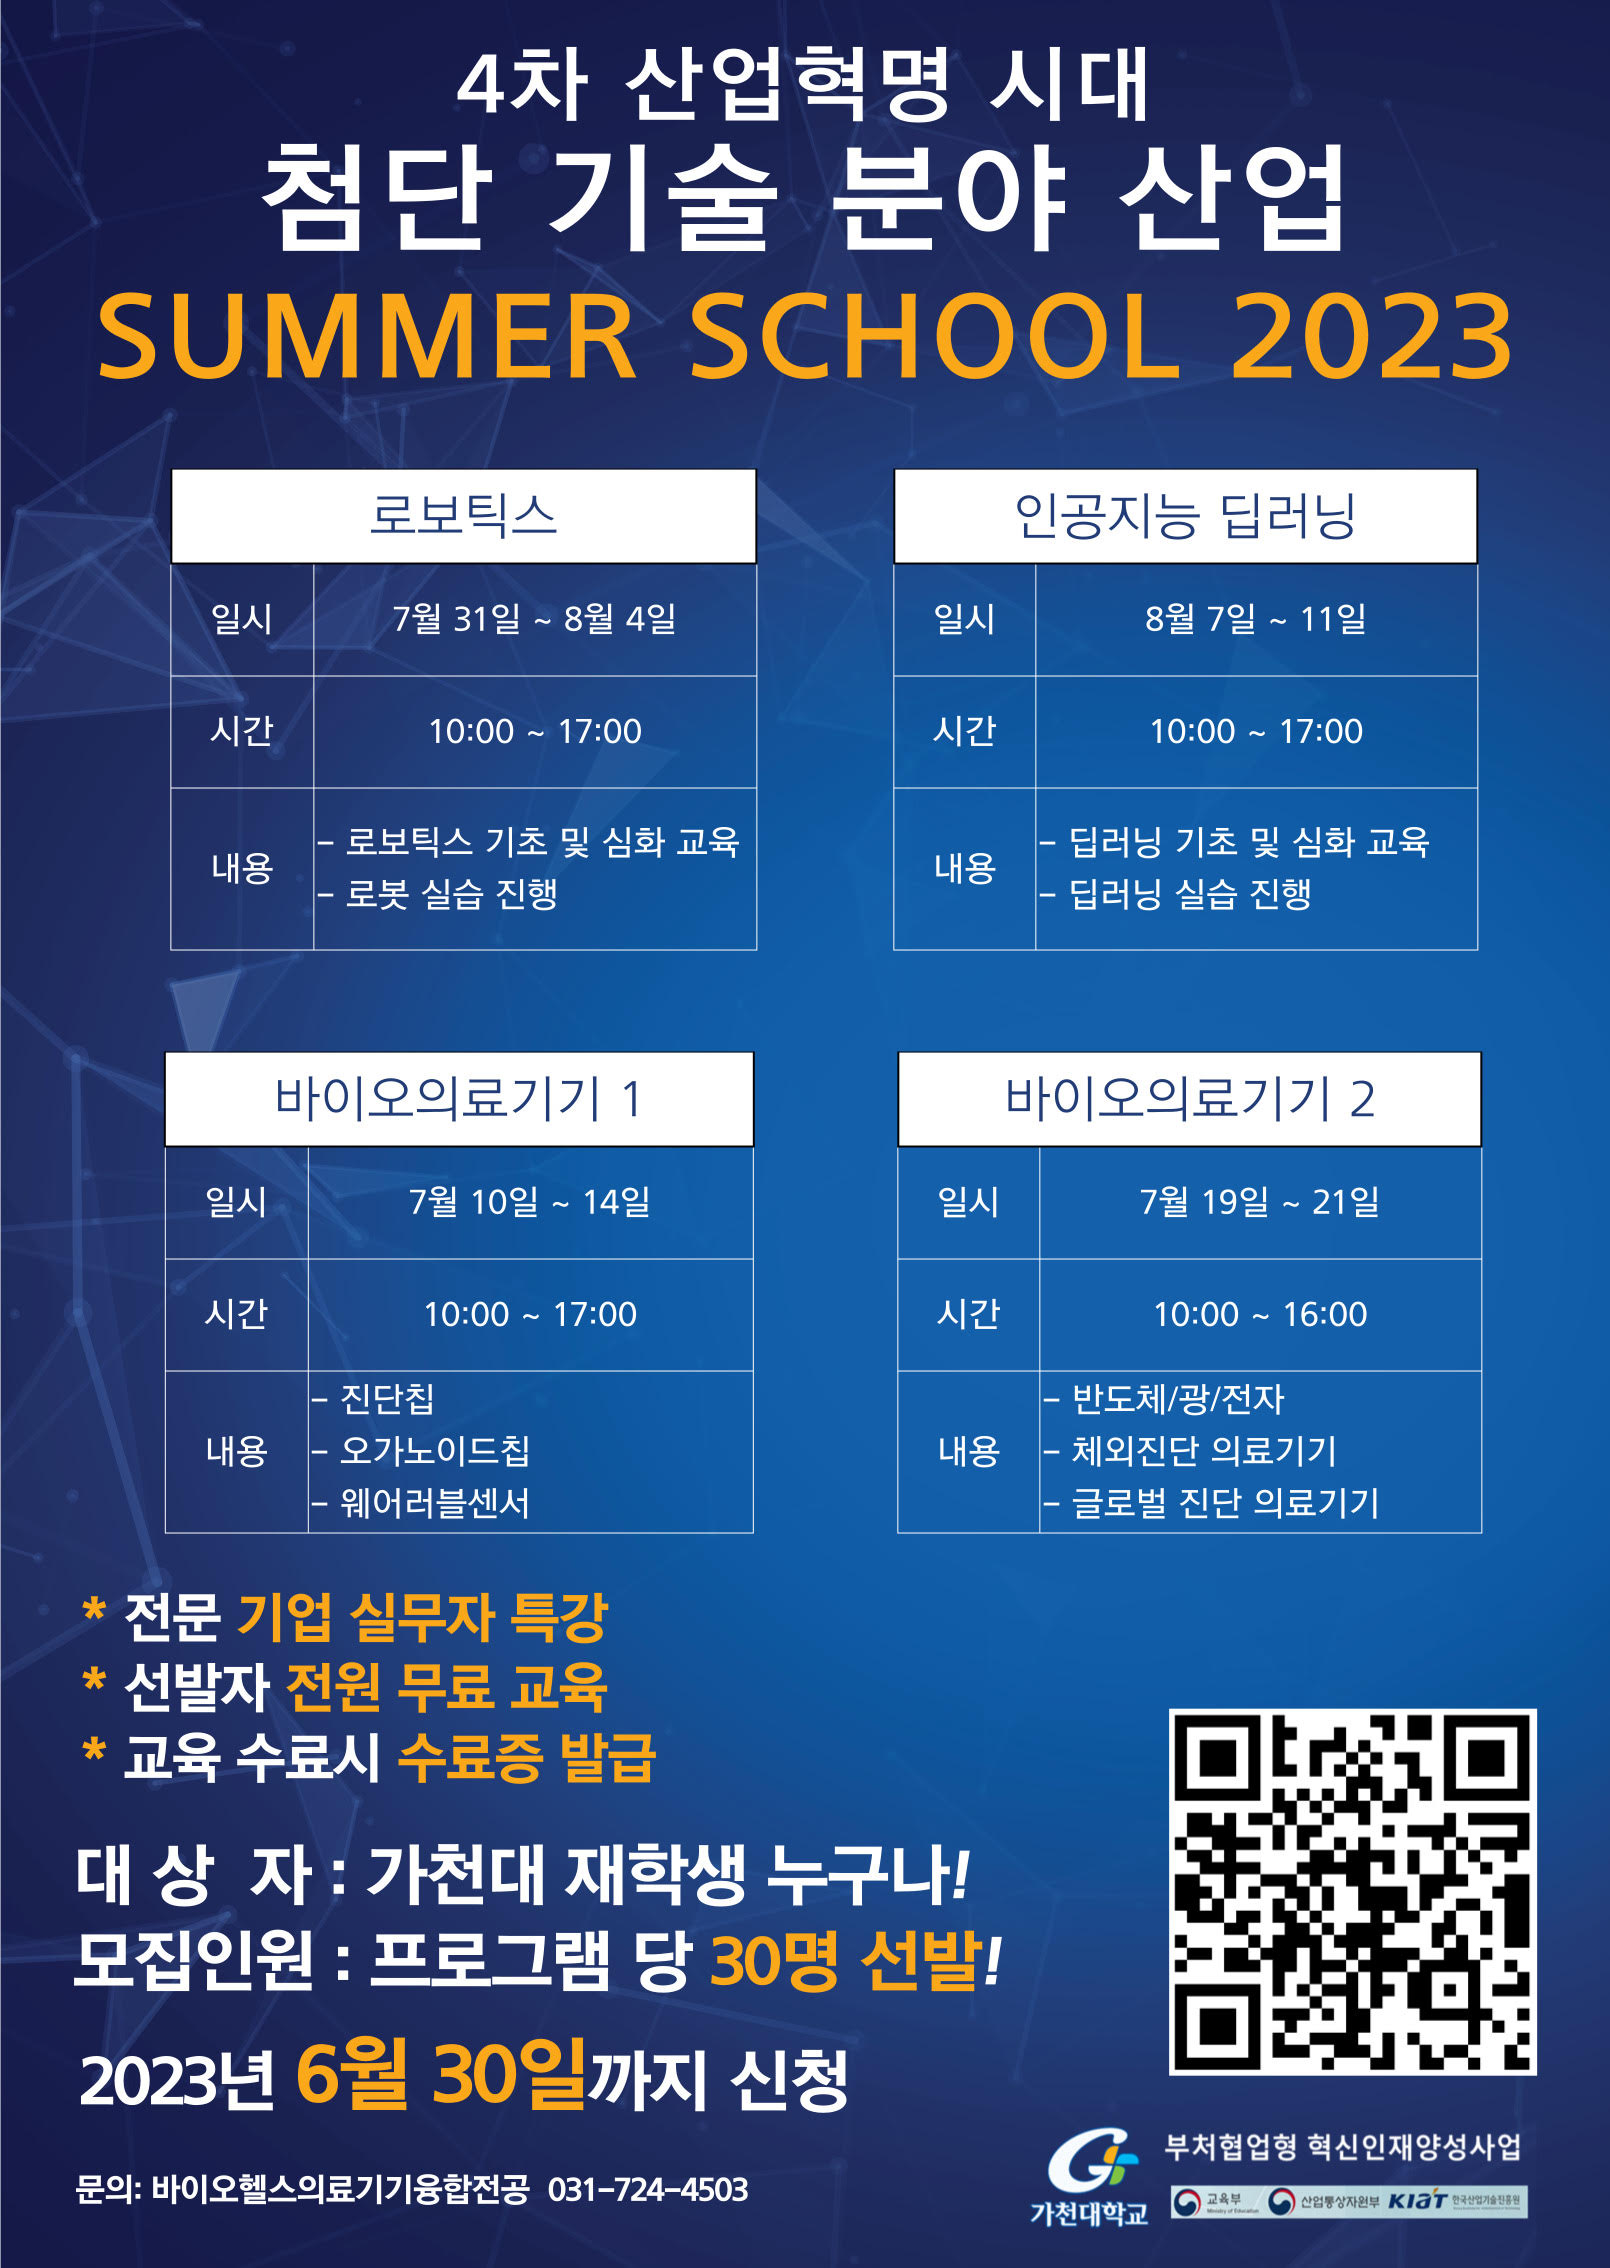 4차 산업혁명 시대
첨단 기술 분야 산업
SUMMER SCHOOL 2023
로보틱스
일시 7월 31일 ~ 8월 4일
시간 10:00 ~ 17:00
내용
- 로보틱스 기초 및 심화 교육
- 로봇 실습 진행
인공지능 딥러닝
일시 8월 7일 ~ 11일
시간 10:00 ~ 17:00
내용
- 딥러닝 기초 및 심화 교육
- 딥러닝 실습 진행
바이오의료기기 1
일시 7월 10일 ~ 14일
시간 10:00 ~ 17:00
내용
- 진단칩
- 오가노이드칩
- 웨어러블센서
바이오의료기기 2
일시 7월 19일 ~ 21일
시간 10:00 ~ 16:00
내용
- 반도체/광/전자
- 체외진단 의료기기
- 글로벌 진단 의료기기
* 전문 기업 실무자 특강
* 선발자 전원 무료 교육
* 교육 수료시 수료증 발급
대 상 자 : 가천대 재학생 누구나!
모집인원 : 프로그램 당 30명 선발!
2023년 6월 30일까지 신청
문의: 바이오헬스의료기기융합전공 031-724-4503
가천대학교
부처협업형 혁신인재양성사업
교육부
Ministry of Education
산업통상자원부
KIAT 한국산업기술진흥원